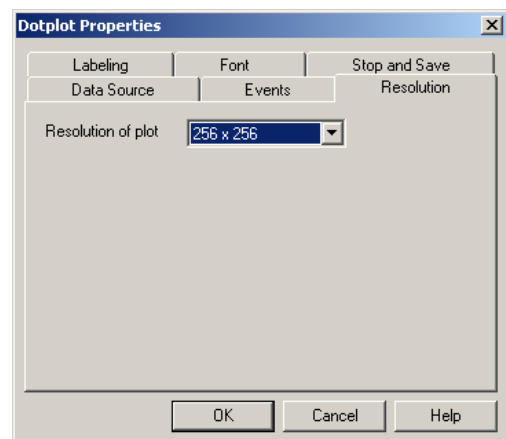 Dotplot Properties
Labeling Font Stop and Save
Data Source Events Resolution
Resolution of plot 256 x 256
OK Cancel Help